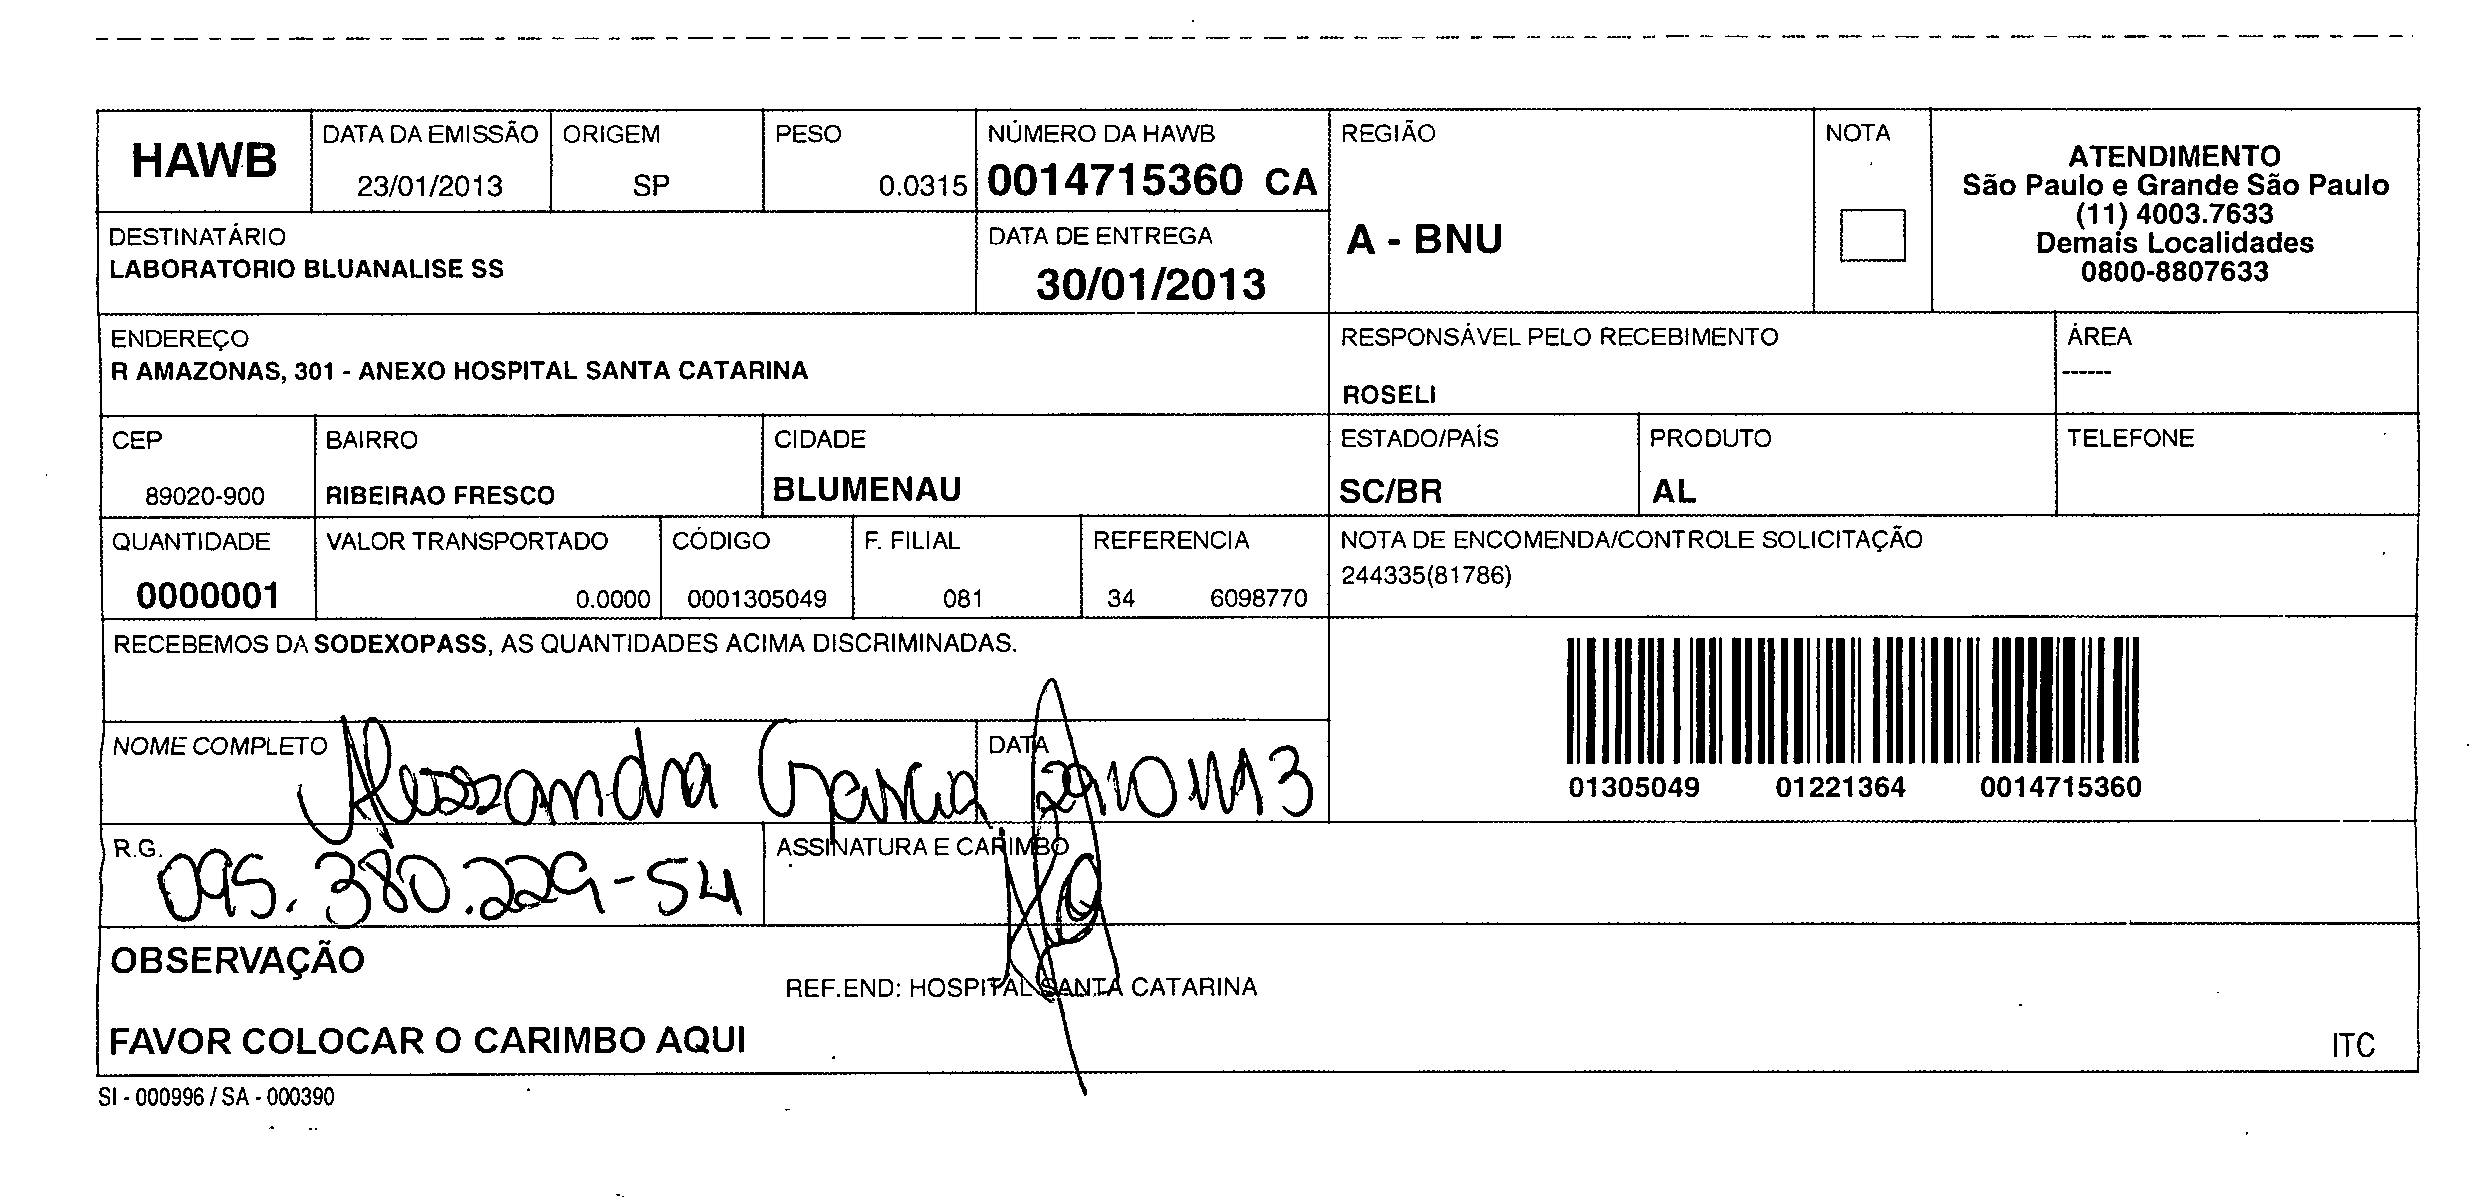 HAWB
DATA DA EMISSÃO
23/01/2013
ORIGEM
SP
PESO
0.0315
NÚMERO DA HAWB
0014715360 CA
REGIÃO
A - BNU
NOTA
ATENDIMENTO
São Paulo e Grande São Paulo
(11) 4003.7633
Demais Localidades
0800-8807633
DESTINATÁRIO
LABORATORIO BLUANALISE SS
DATA DE ENTREGA
30/01/2013
ENDEREÇO
R AMAZONAS, 301 - ANEXO HOSPITAL SANTA CATARINA
RESPONSÁVEL PELO RECEBIMENTO
ROSELI
ÁREA
------
CEP
89020-900
BAIRRO
RIBEIRAO FRESCO
CIDADE
BLUMENAU
ESTADO/PAÍS
SC/BR
PRODUTO
AL
TELEFONE
QUANTIDADE
0000001
VALOR TRANSPORTADO
0.0000
CÓDIGO
0001305049
F. FILIAL
081
REFERENCIA
34 6098770
NOTA DE ENCOMENDA/CONTROLE SOLICITAÇÃO
244335(81786)
RECEBEMOS DA SODEXOPASS, AS QUANTIDADES ACIMA DISCRIMINADAS.
01305049 01221364 0014715360
NOME COMPLETO
Alessandra Garcia
DATA
R.G.
095.380.229-54
ASSINATURA E CARIMBO
OBSERVAÇÃO
REF.END: HOSPITAL SANTA CATARINA
FAVOR COLOCAR O CARIMBO AQUI
ITC
SI - 000996 / SA - 000390